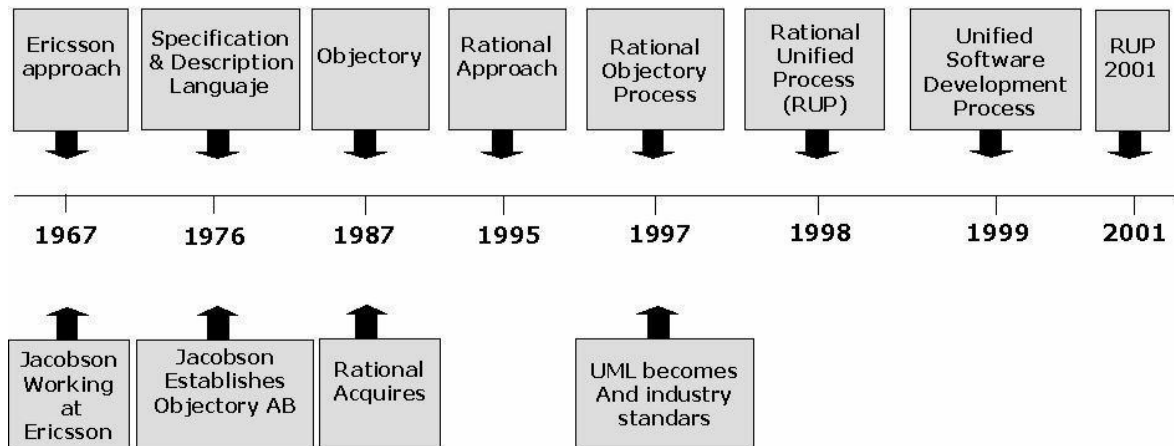 Ericsson
approach
Specification
& Description
Languaje
Objectory
Rational
Approach
Rational
Objectory
Process
Rational
Unified
Process
(RUP)
Unified
Software
Development
Process
RUP
2001
1967
1976
1987
1995
1997
1998
1999
2001
Jacobson
Working
at
Ericsson
Jacobson
Establishes
Objectory AB
Rational
Acquires
UML becomes
And industry
standars